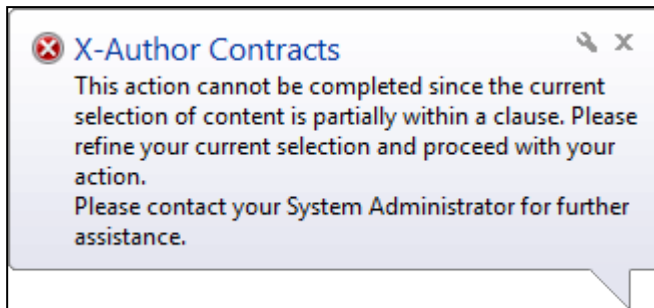 X-Author Contracts
This action cannot be completed since the current
selection of content is partially within a clause. Please
refine your current selection and proceed with your
action.
Please contact your System Administrator for further
assistance.